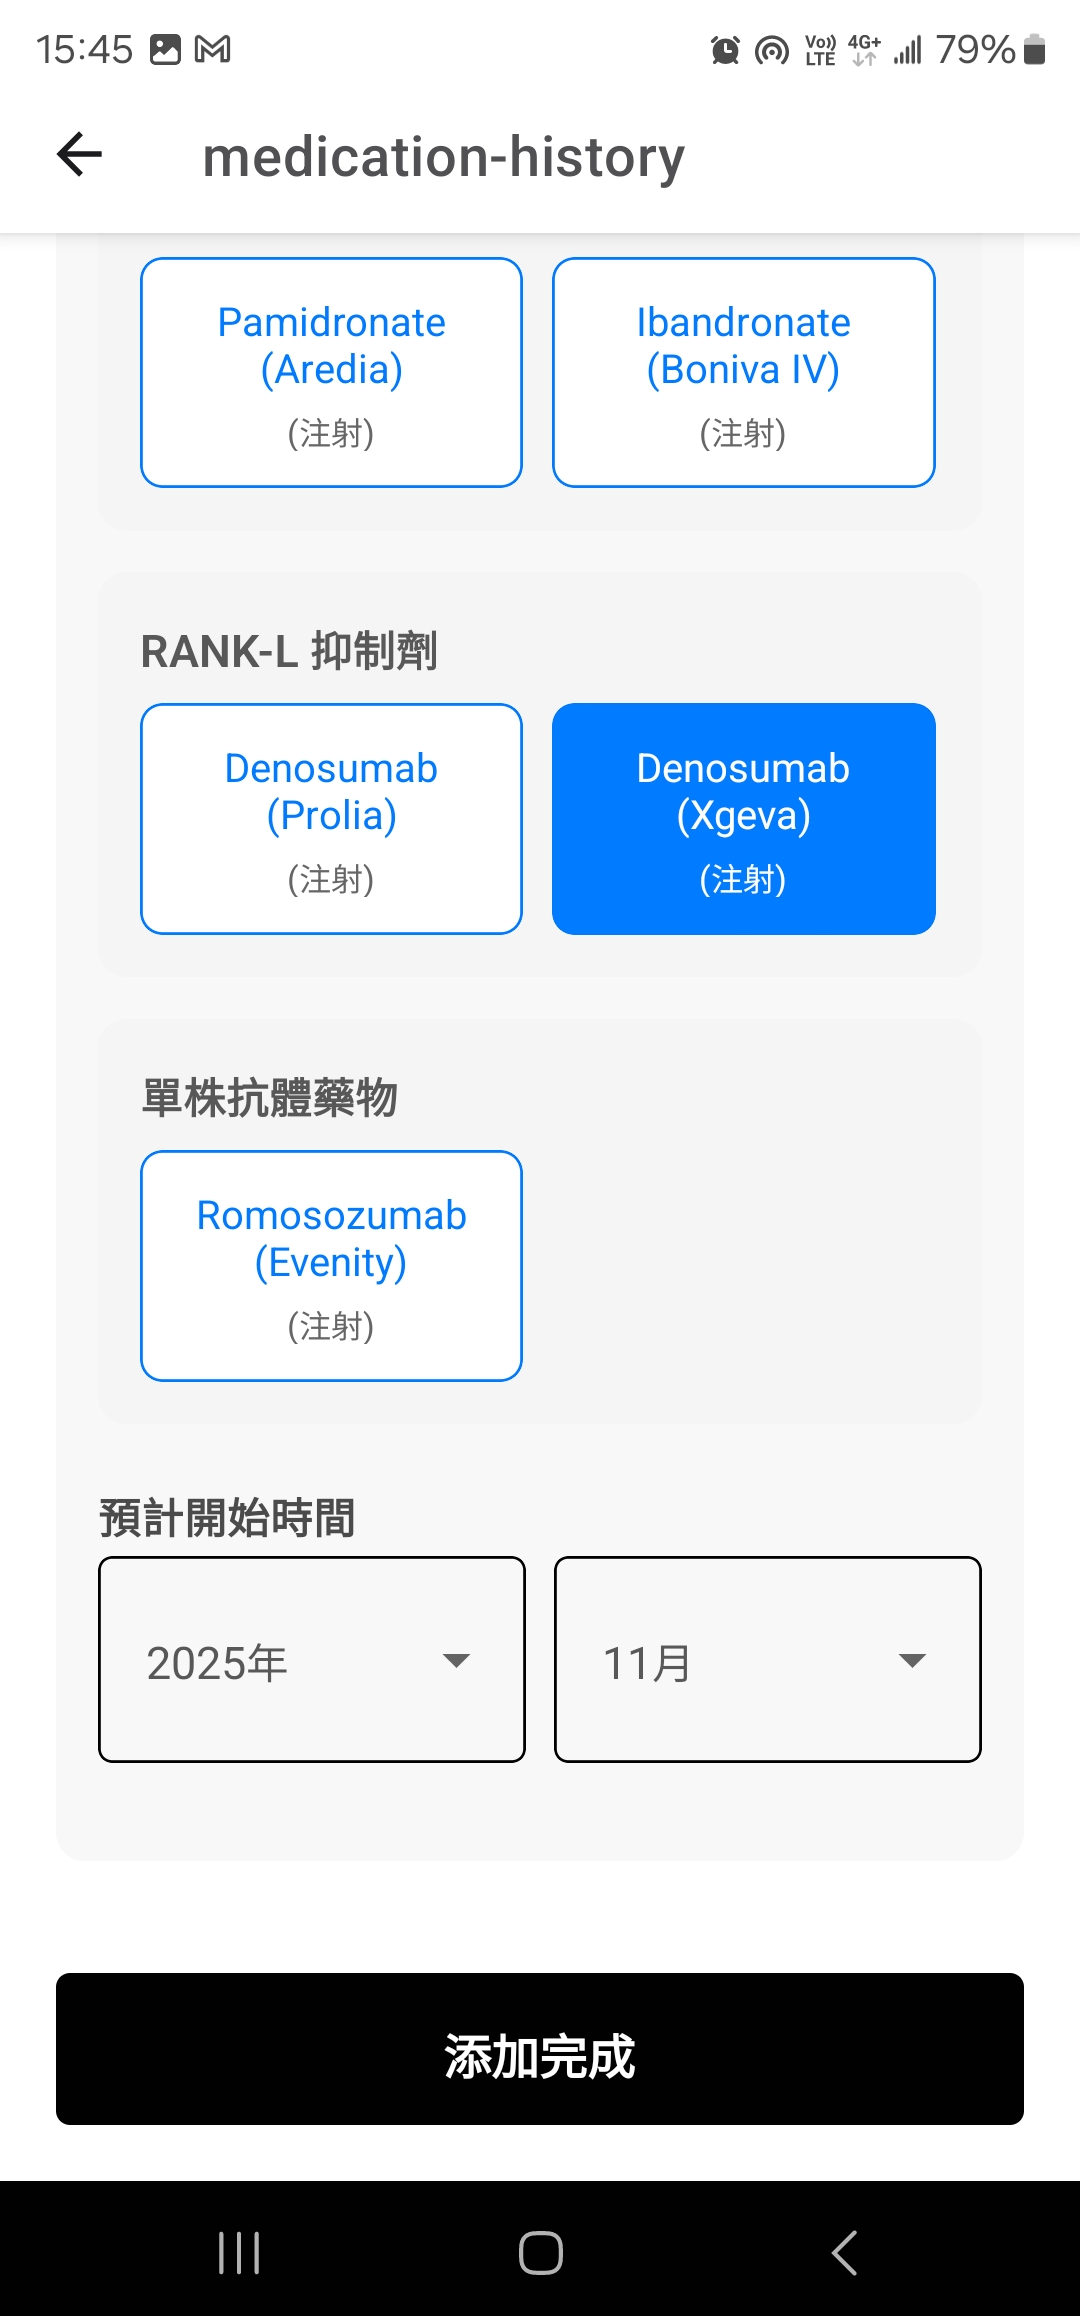 15:45 Vo)) LTE 4G+ 79%
medication-history
Pamidronate
(Aredia)
(注射)
Ibandronate
(Boniva IV)
(注射)
RANK-L 抑制劑
Denosumab
(Prolia)
(注射)
Denosumab
(Xgeva)
(注射)
單株抗體藥物
Romosozumab
(Evenity)
(注射)
預計開始時間
2025年
11月
添加完成